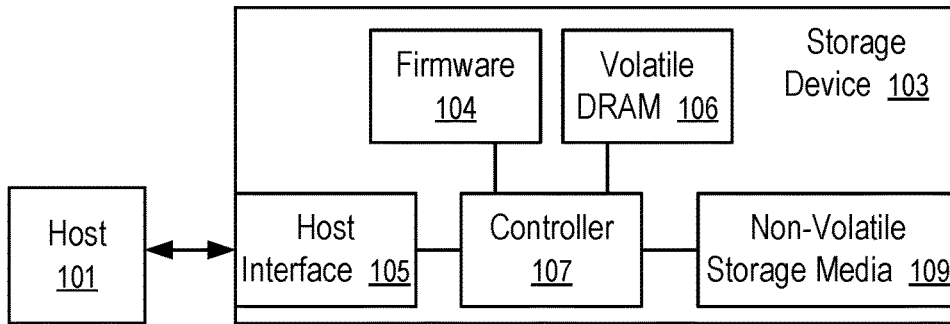 Storage
Device 103
Firmware
104
Volatile
DRAM 106
Host
101
Host
Interface 105
Controller
107
Non-Volatile
Storage Media 109